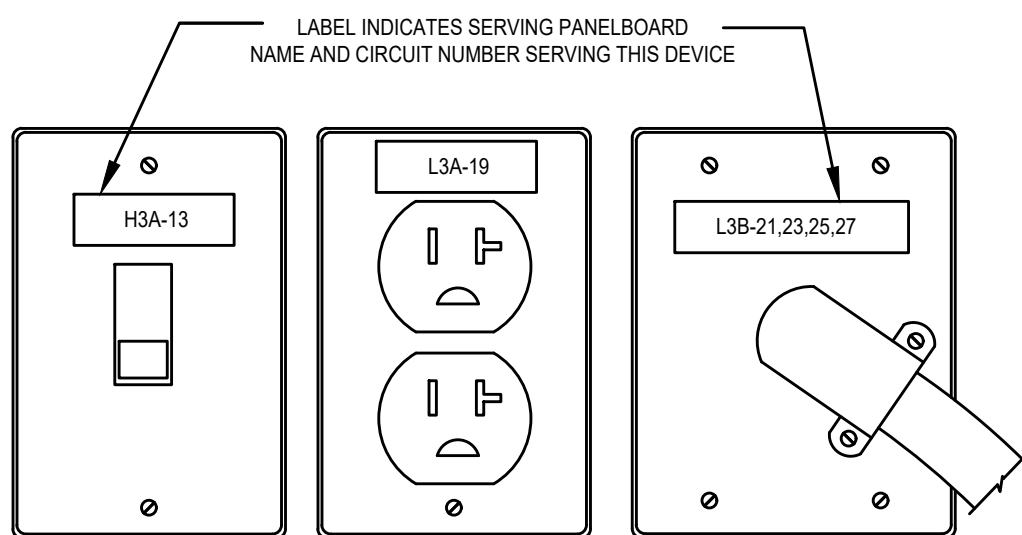 LABEL INDICATES SERVING PANELBOARD
NAME AND CIRCUIT NUMBER SERVING THIS DEVICE
H3A-13
L3A-19
L3B-21,23,25,27